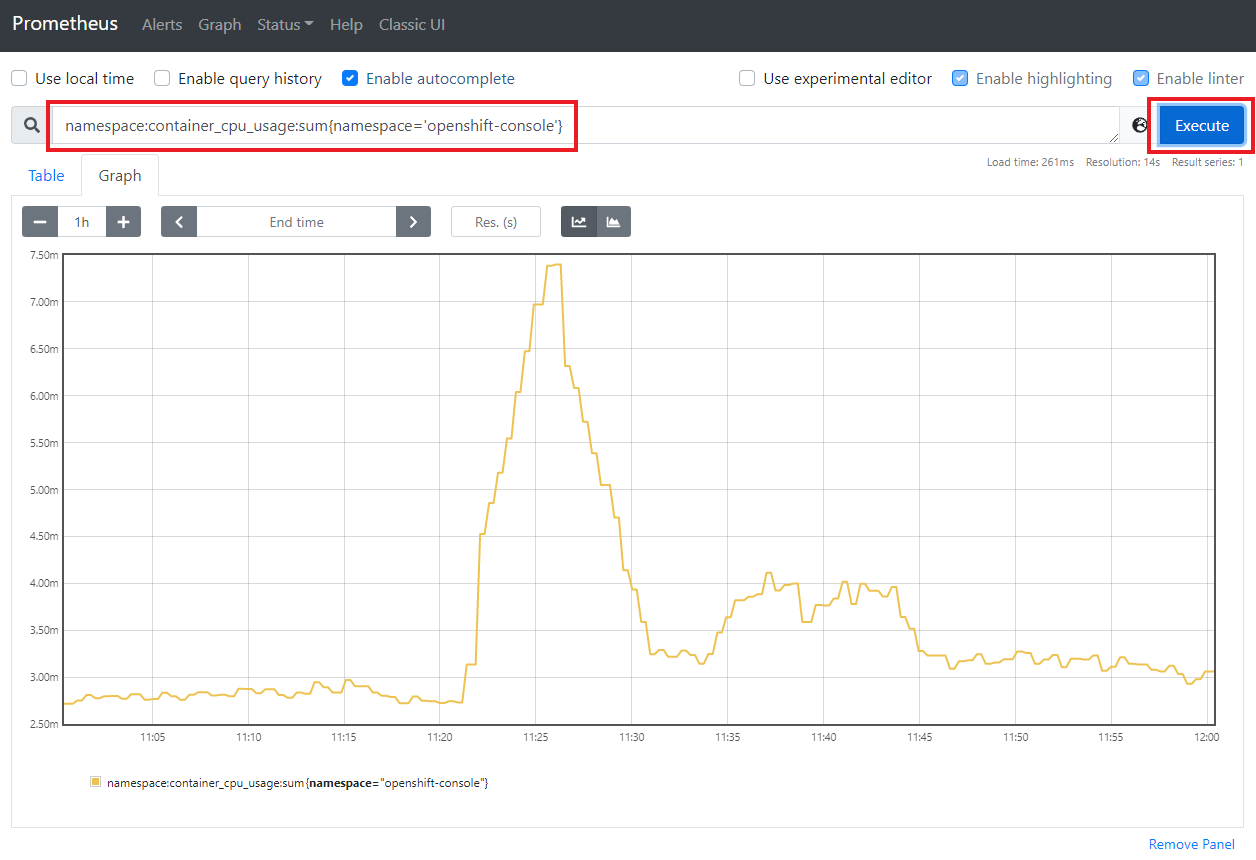 Prometheus Alerts Graph Status Help Classic UI
Use local time Enable query history Enable autocomplete Use experimental editor Enable highlighting Enable linter
namespace:container_cpu_usage:sum{namespace='openshift-console'} Execute
Load time: 261ms Resolution: 14s Result series: 1
Table Graph
1h End time Res. (s)
7.50m
7.00m
6.50m
6.00m
5.50m
5.00m
4.50m
4.00m
3.50m
3.00m
2.50m
11:05 11:10 11:15 11:20 11:25 11:30 11:35 11:40 11:45 11:50 11:55 12:00
namespace:container_cpu_usage:sum{namespace="openshift-console"}
Remove Panel